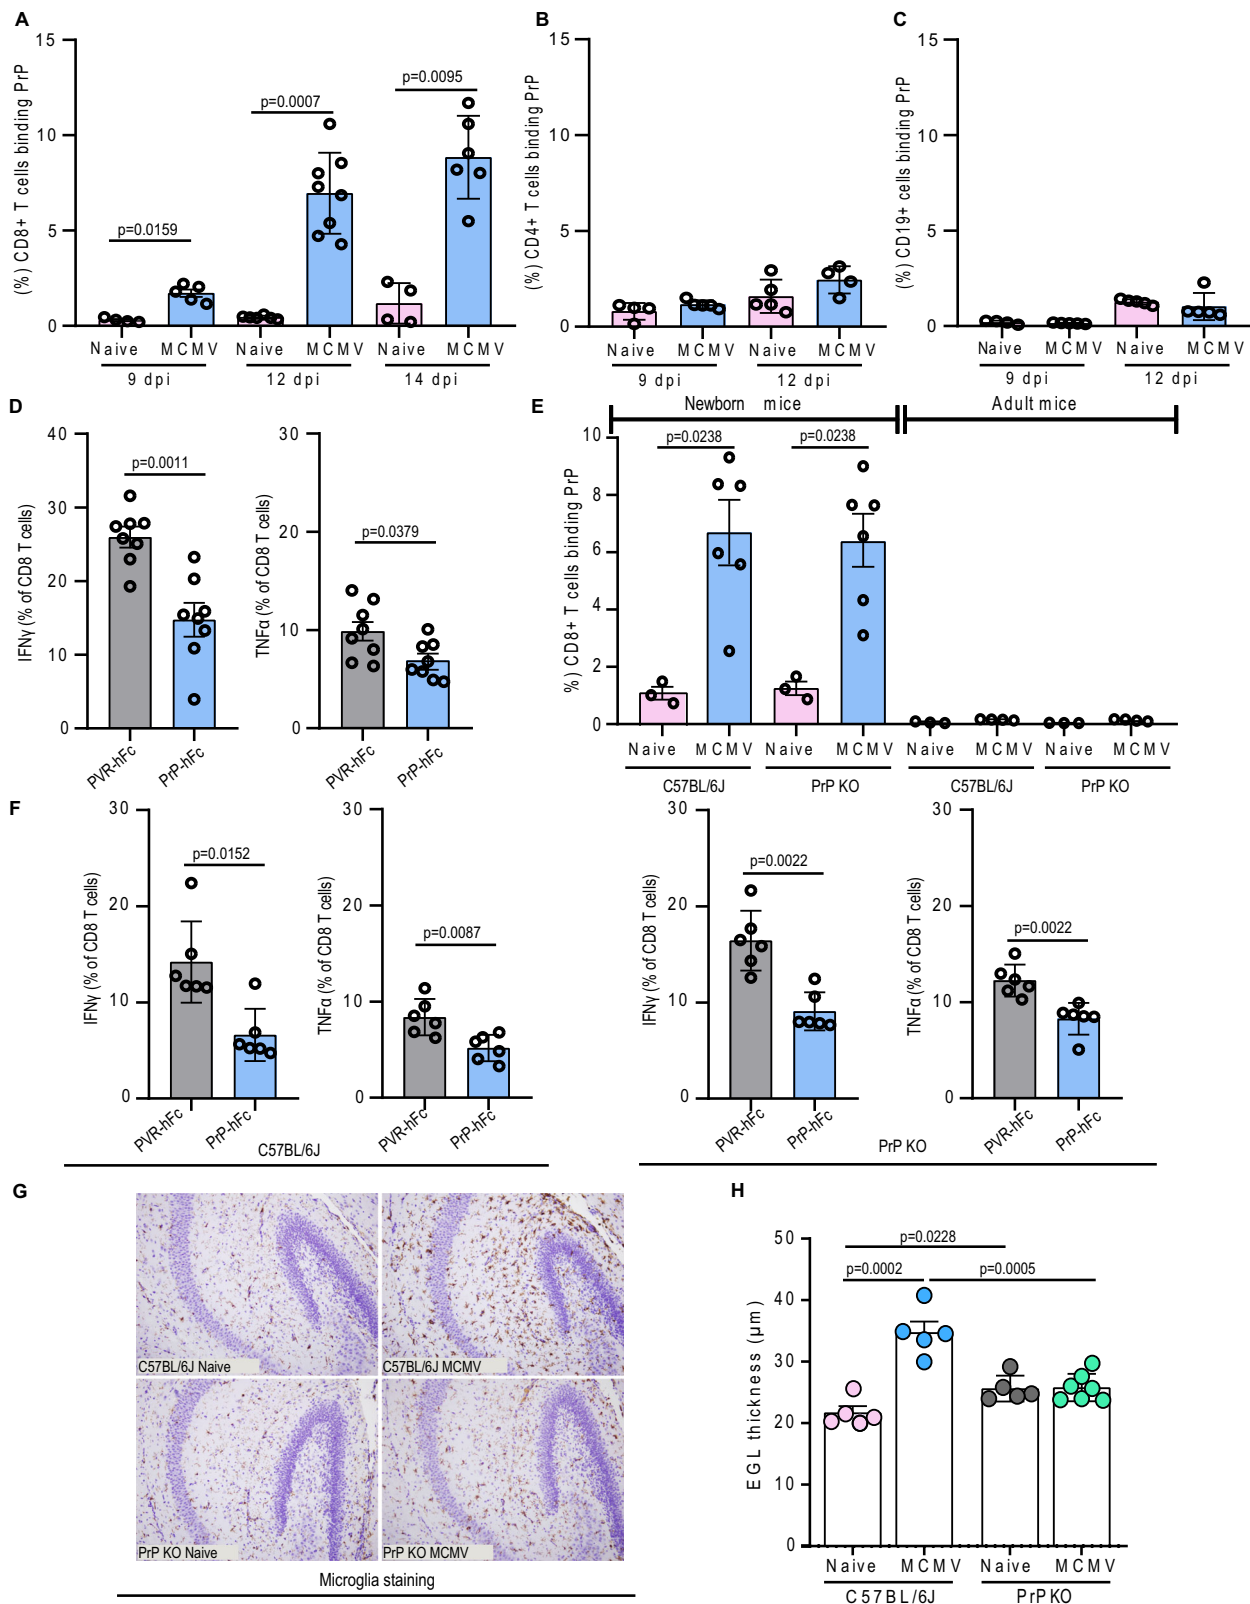 A
15
10
5
0
(%) CD8+ T cells binding PrP
p=0.0159
p=0.0007
p=0.0095
Naive MCMV Naive MCMV Naive MCMV
9 dpi 12 dpi 14 dpi
B
15
10
5
0
(%) CD4+ T cells binding PrP
Naive MCMV Naive MCMV
9 dpi 12 dpi
C
15
10
5
0
(%) CD19+ cells binding PrP
Naive MCMV Naive MCMV
9 dpi 12 dpi
D
40
30
20
10
0
IFNγ (% of CD8 T cells)
p=0.0011
PVR-hFc PrP-hFc
30
20
10
0
TNFα (% of CD8 T cells)
p=0.0379
PVR-hFc PrP-hFc
E
Newborn mice Adult mice
10
8
6
4
2
0
%) CD8+ T cells binding PrP
p=0.0238 p=0.0238
Naive MCMV Naive MCMV Naive MCMV Naive MCMV
C57BL/6J PrP KO C57BL/6J PrP KO
F
30
20
10
0
IFNγ (% of CD8 T cells)
p=0.0152
PVR-hFc PrP-hFc
30
20
10
0
TNFα (% of CD8 T cells)
p=0.0087
PVR-hFc PrP-hFc
C57BL/6J
30
20
10
0
IFNγ (% of CD8 T cells)
p=0.0022
PVR-hFc PrP-hFc
30
20
10
0
TNFα (% of CD8 T cells)
p=0.0022
PVR-hFc PrP-hFc
PrP KO
G
C57BL/6J Naive
C57BL/6J MCMV
PrP KO Naive
PrP KO MCMV
Microglia staining
H
50
40
30
20
10
0
EGL thickness (µm)
p=0.0228
p=0.0002 p=0.0005
Naive MCMV Naive MCMV
C57BL/6J PrP KO